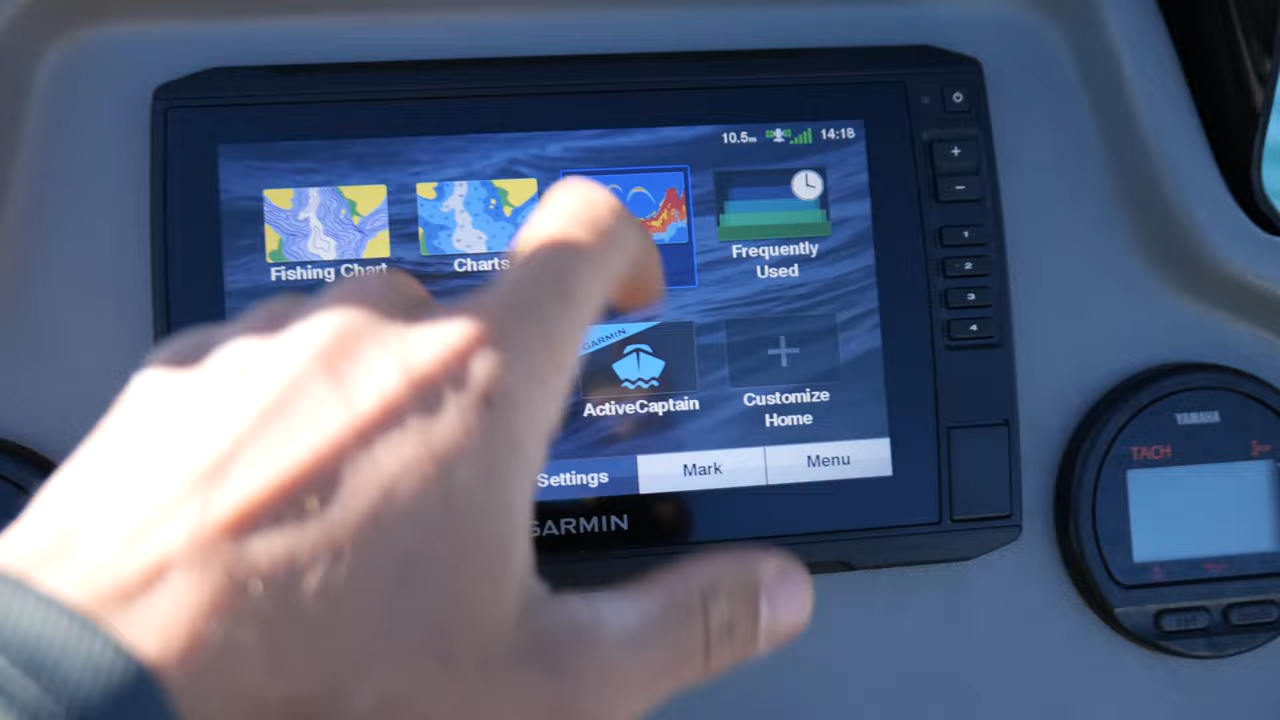 10.5m 14:18
Fishing Chart
Charts
Frequently
Used
GARMIN
ActiveCaptain
Customize
Home
Settings
Mark
Menu
GARMIN
+
-
1
2
3
4
YAMAHA
TACH